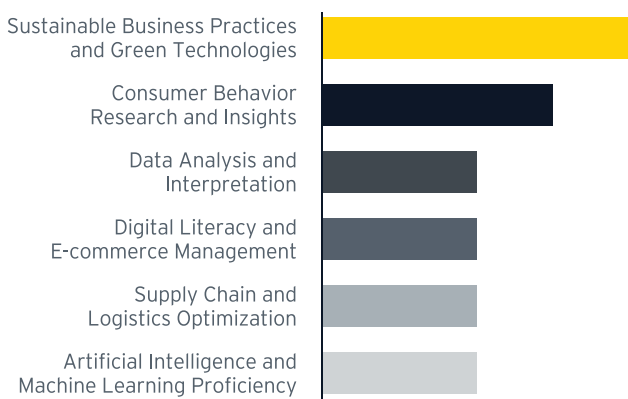 Sustainable Business Practices
and Green Technologies
Consumer Behavior
Research and Insights
Data Analysis and
Interpretation
Digital Literacy and
E-commerce Management
Supply Chain and
Logistics Optimization
Artificial Intelligence and
Machine Learning Proficiency